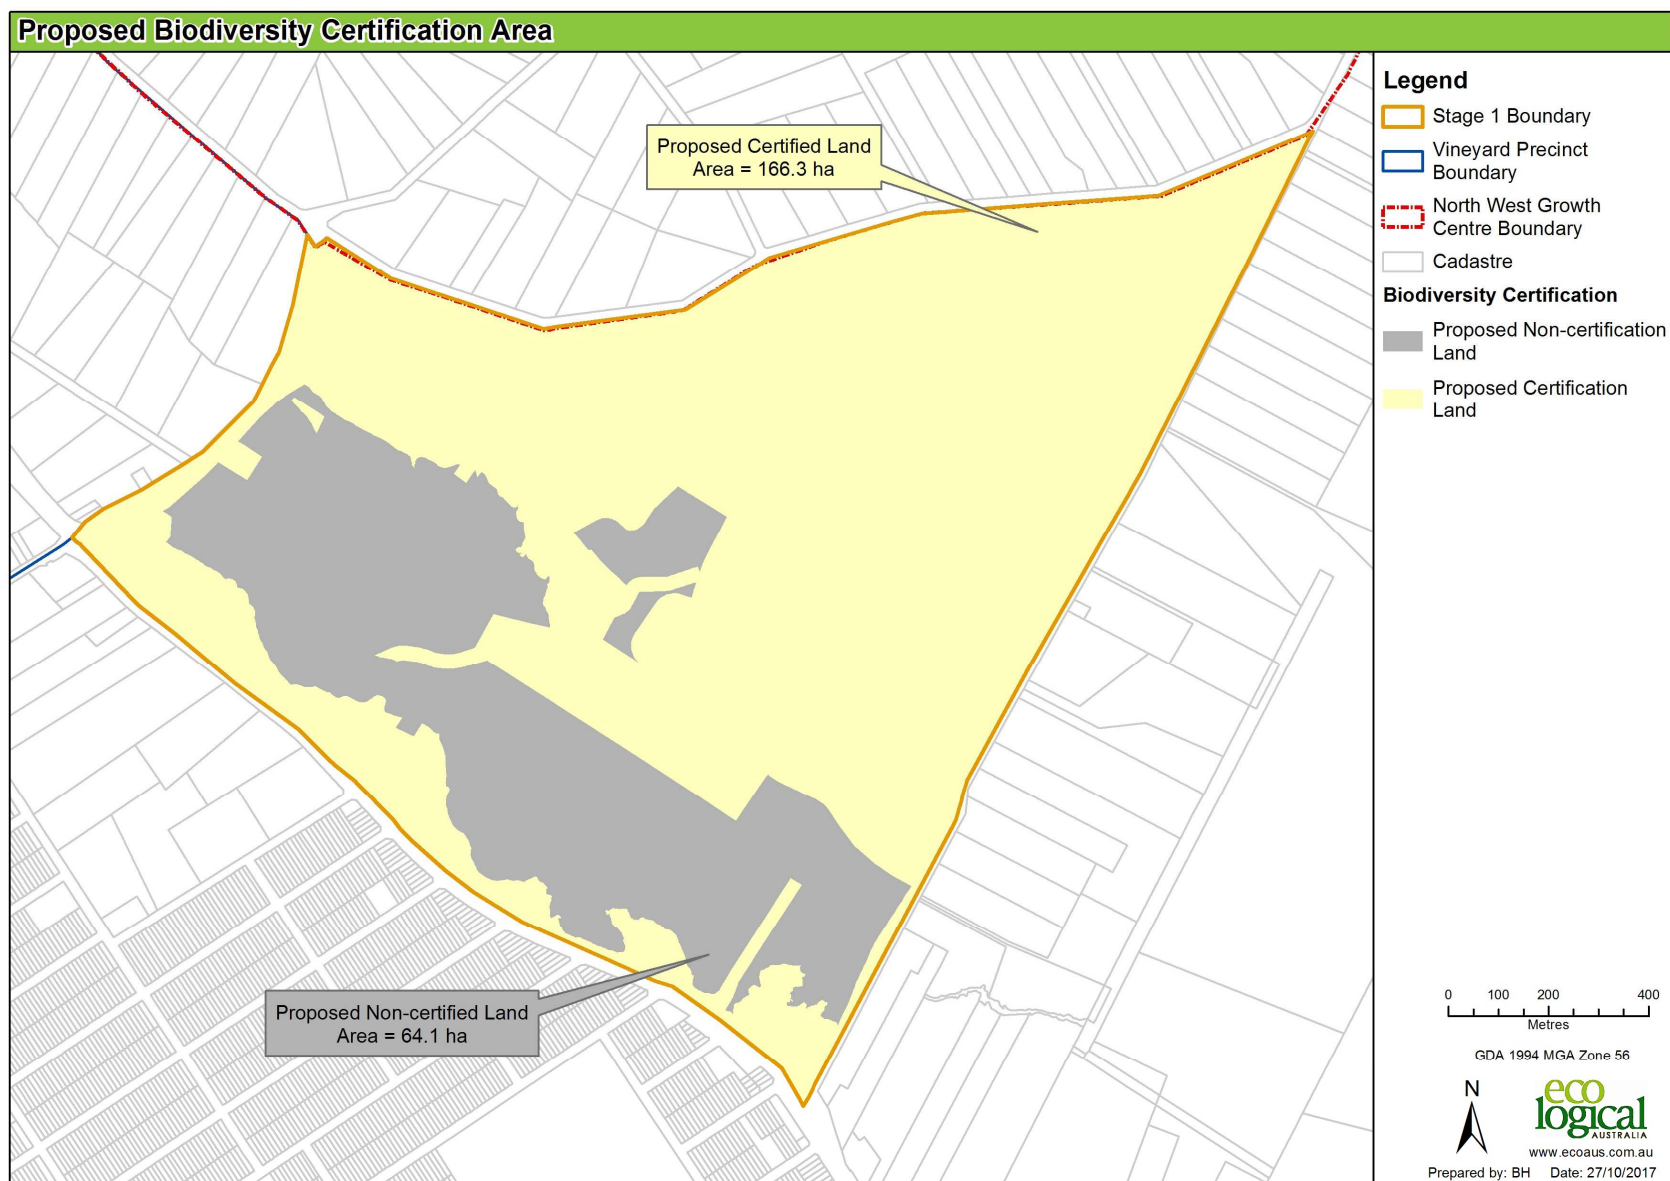 Proposed Biodiversity Certification Area
Proposed Certified Land
Area = 166.3 ha
Proposed Non-certified Land
Area = 64.1 ha
Legend
Stage 1 Boundary
Vineyard Precinct
Boundary
North West Growth
Centre Boundary
Cadastre
Biodiversity Certification
Proposed Non-certification
Land
Proposed Certification
Land
0 100 200 400
Metres
GDA 1994 MGA Zone 56
N
eco
logical
AUSTRALIA
www.ecoaus.com.au
Prepared by: BH Date: 27/10/2017